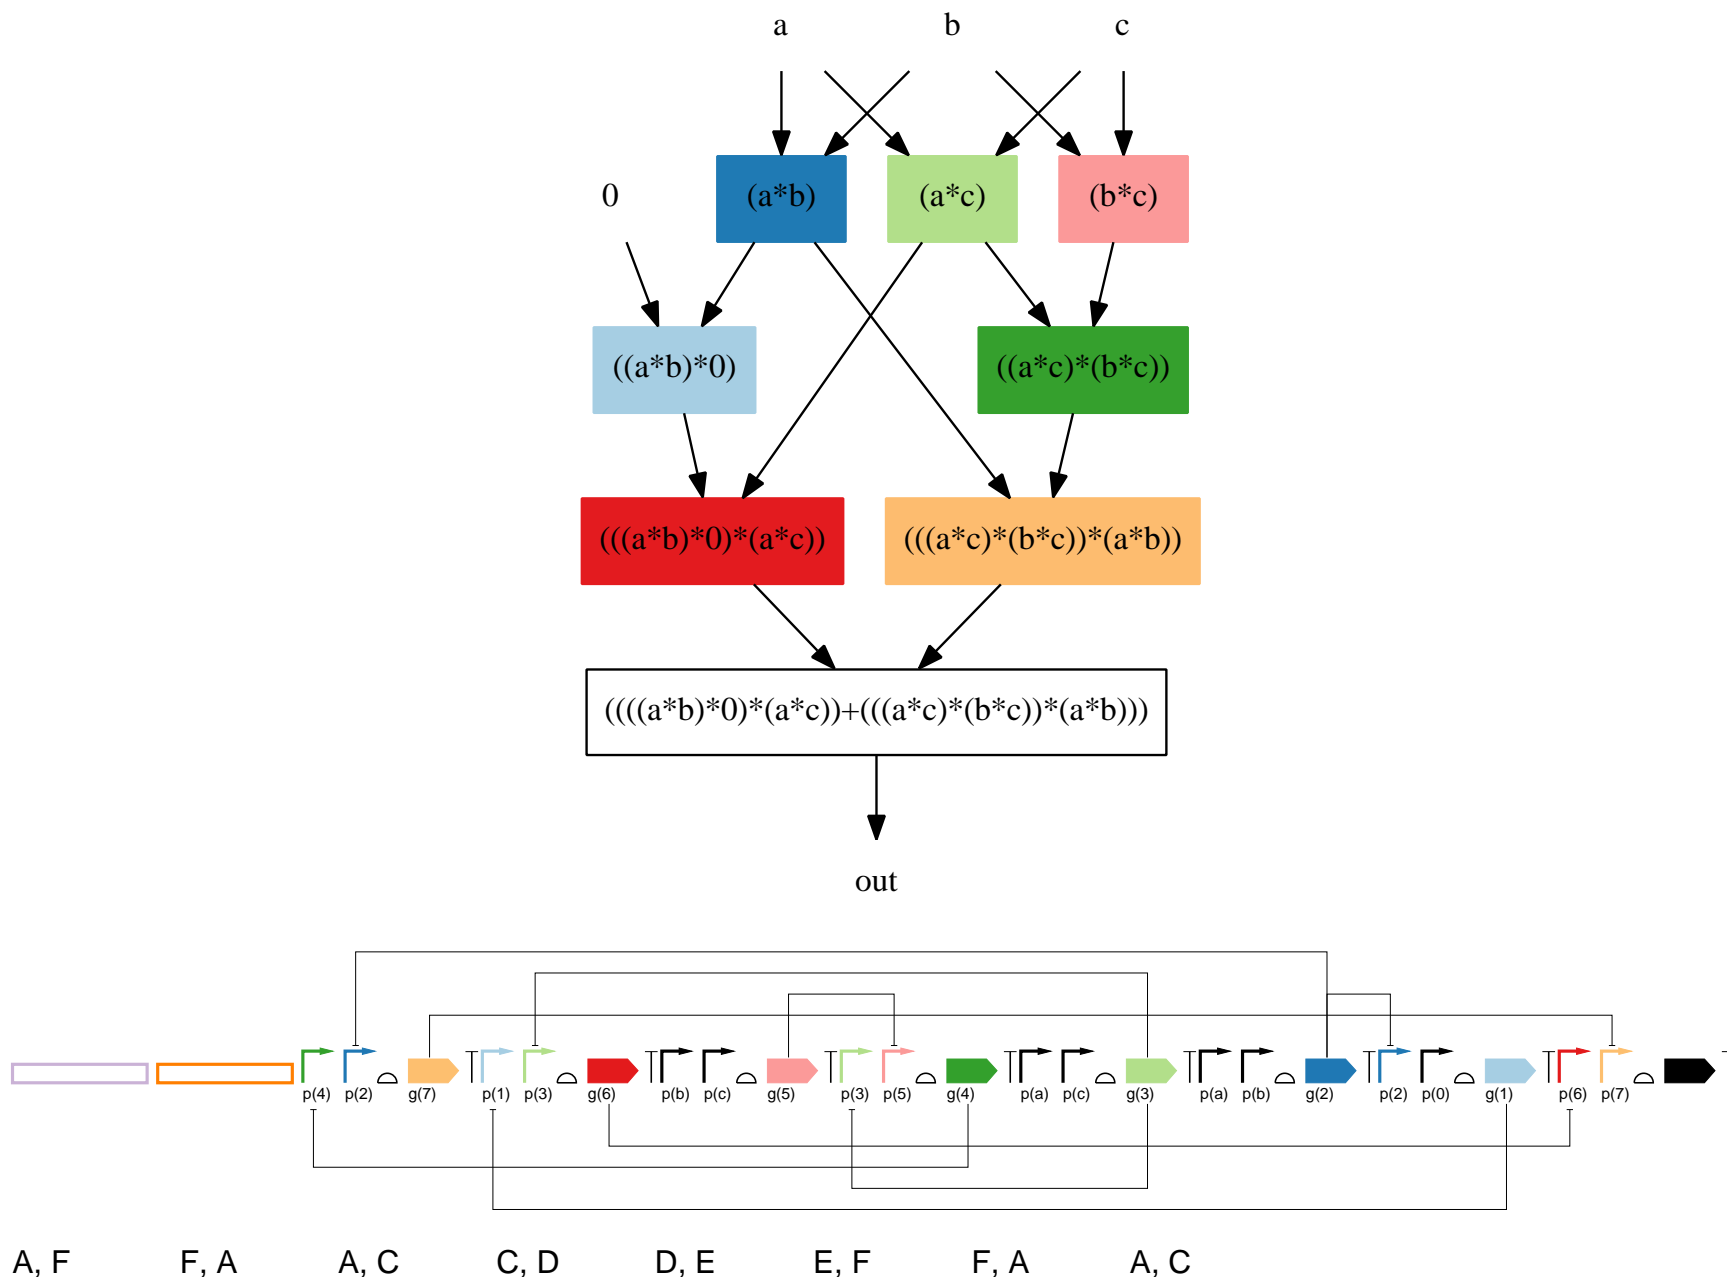 a b c
0 (a*b) (a*c) (b*c)
((a*b)*0) ((a*c)*(b*c))
(((a*b)*0)*(a*c)) (((a*c)*(b*c))*(a*b))
((((a*b)*0)*(a*c))+(((a*c)*(b*c))*(a*b)))
out
p(4) p(2) g(7) p(1) p(3) g(6) p(b) p(c) g(5) p(3) p(5) g(4) p(a) p(c) g(3) p(a) p(b) g(2) p(2) p(0) g(1) p(6) p(7)
A, F F, A A, C C, D D, E E, F F, A A, C